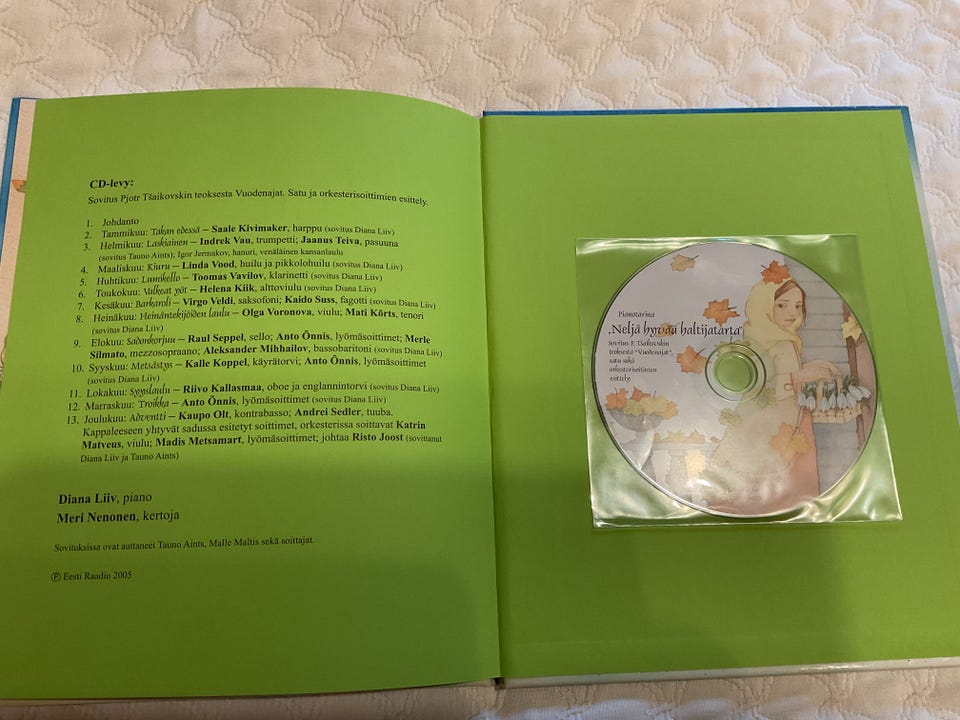 CD-levy:
Sovitus Pjotr Tšaikovskin teoksesta Vuodenajat. Satu ja orkesterisoittimien esittely.
1. Johdanto
2. Tammikuu: Takan edessä – Saale Kivimaker, harppu (sovitus Diana Liiv)
3. Helmikuu: Laskiainen – Indrek Vau, trumpetti; Jaanus Teiva, pasuuna
(sovitus Tauno Aints); Igor Jermakov, hanuri, venäläinen kansanlaulu
4. Maaliskuu: Kiuru – Linda Vood, huilu ja pikkolohuilu (sovitus Diana Liiv)
5. Huhtikuu: Lumikello – Toomas Vavilov, klarinetti (sovitus Diana Liiv)
6. Toukokuu: Valkeat yöt – Helena Kiik, alttoviulu (sovitus Diana Liiv)
7. Kesäkuu: Barkaroli – Virgo Veldi, saksofoni; Kaido Suss, fagotti (sovitus Diana Liiv)
8. Heinäkuu: Heinäntekijöiden laulu – Olga Voronova, viulu; Mati Kõrts, tenori
(sovitus Diana Liiv)
9. Elokuu: Sadonkorjuu – Raul Seppel, sello; Anto Õnnis, lyömäsoittimet; Merle
Silmato, mezzosopraano; Aleksander Mihhailov, bassobaritoni (sovitus Diana Liiv)
10. Syyskuu: Metsästys – Kalle Koppel, käyrätorvi; Anto Õnnis, lyömäsoittimet
(sovitus Diana Liiv)
11. Lokakuu: Syyslaulu – Riivo Kallasmaa, oboe ja englannintorvi (sovitus Diana Liiv)
12. Marraskuu: Troikka – Anto Õnnis, lyömäsoittimet (sovitus Diana Liiv)
13. Joulukuu: Adventti – Kaupo Olt, kontrabasso; Andrei Sedler, tuuba.
Kappaleeseen yhtyvät sadussa esitetyt soittimet, orkesterissa soittavat Katrin
Matveus, viulu; Madis Metsamart, lyömäsoittimet; johtaa Risto Joost (sovittanut
Diana Liiv ja Tauno Aints)
Diana Liiv, piano
Meri Nenonen, kertoja
Sovituksissa ovat auttaneet Tauno Aints, Malle Maltis sekä soittajat.
℗ Eesti Raadio 2005
Pianotarina
„Neljä hyvää haltijatarta"
Sovitus P. Tšaikovskin
teoksesta "Vuodenajat",
satu sekä
orkesterisoitimien
esittely.